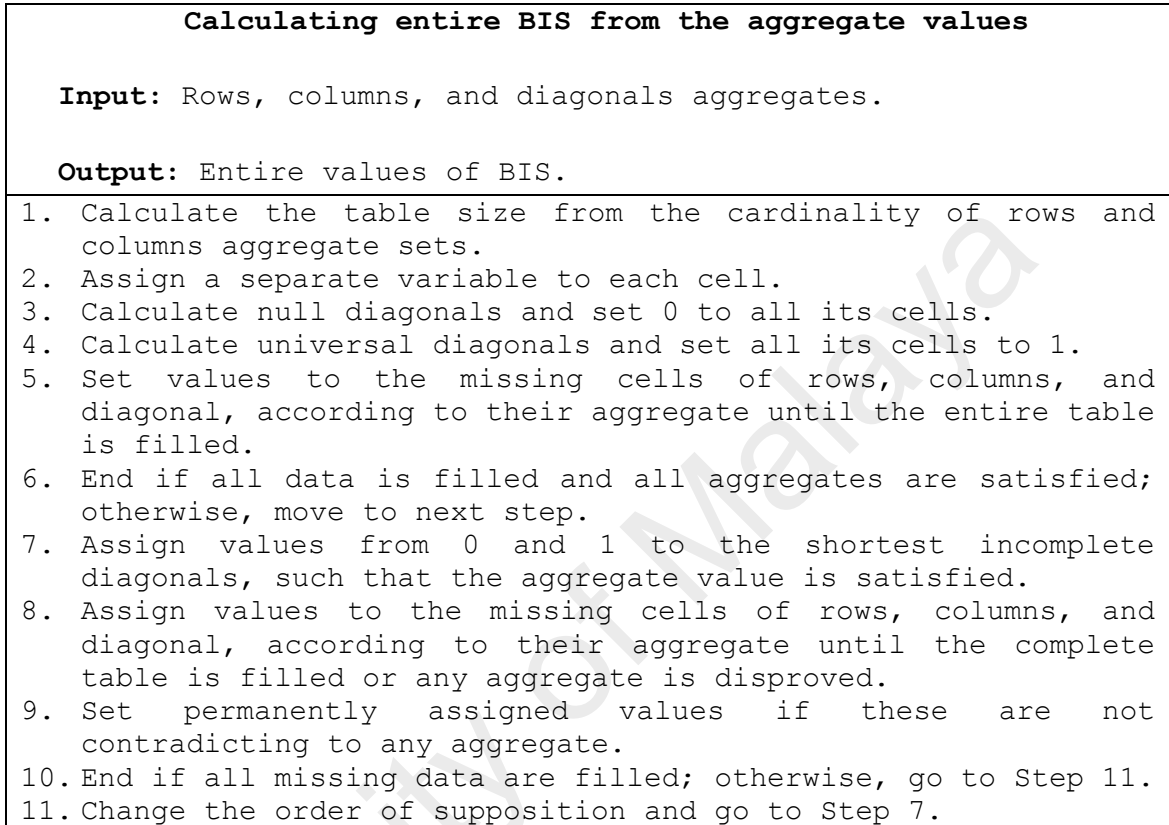 Calculating entire BIS from the aggregate values
Input: Rows, columns, and diagonals aggregates.
Output: Entire values of BIS.
1. Calculate the table size from the cardinality of rows and
columns aggregate sets.
2. Assign a separate variable to each cell.
3. Calculate null diagonals and set 0 to all its cells.
4. Calculate universal diagonals and set all its cells to 1.
5. Set values to the missing cells of rows, columns, and
diagonal, according to their aggregate until the entire table
is filled.
6. End if all data is filled and all aggregates are satisfied;
otherwise, move to next step.
7. Assign values from 0 and 1 to the shortest incomplete
diagonals, such that the aggregate value is satisfied.
8. Assign values to the missing cells of rows, columns, and
diagonal, according to their aggregate until the complete
table is filled or any aggregate is disproved.
9. Set permanently assigned values if these are not
contradicting to any aggregate.
10. End if all missing data are filled; otherwise, go to Step 11.
11. Change the order of supposition and go to Step 7.
ity of Malaya